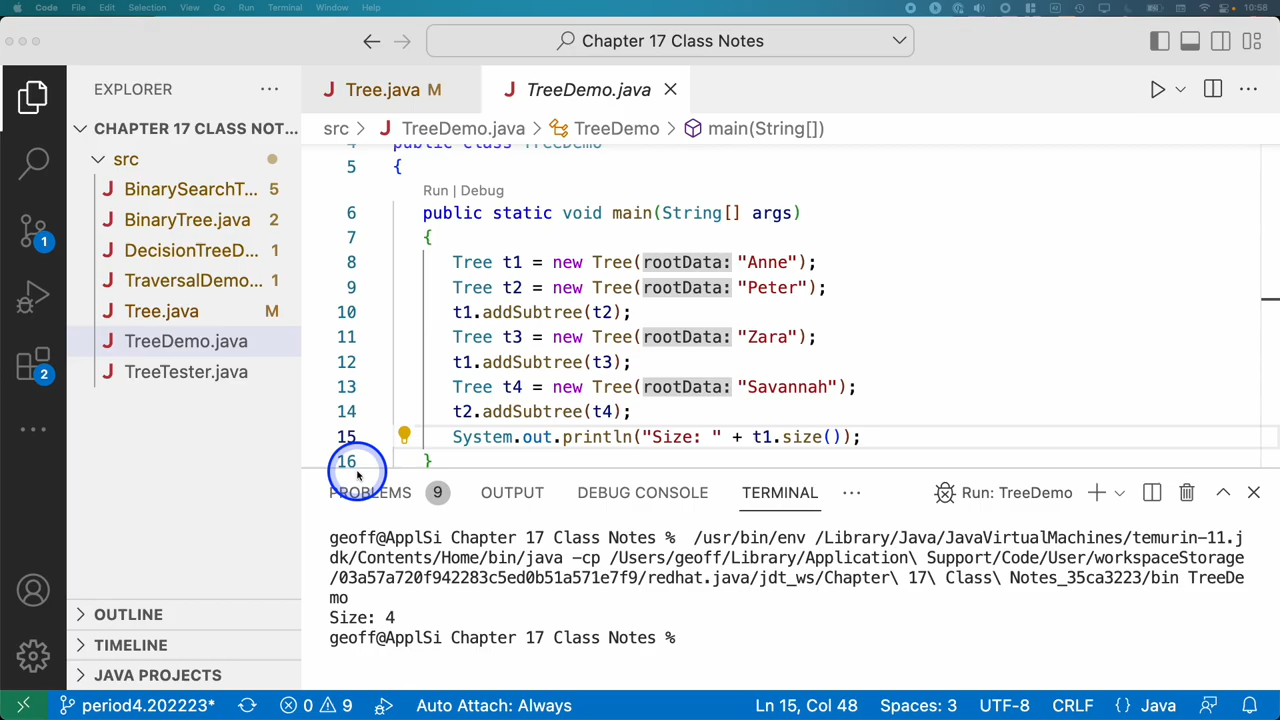 Code File Edit Selection View Go Run Terminal Window Help 10:58
Chapter 17 Class Notes
EXPLORER
Tree.java M
TreeDemo.java
CHAPTER 17 CLASS NOT...
src > TreeDemo.java > TreeDemo > main(String[])
src
BinarySearchT... 5
BinaryTree.java 2
DecisionTreeD... 1
TraversalDemo... 1
Tree.java M
TreeDemo.java
TreeTester.java
1
2
4 public class TreeDemo
5 {
Run | Debug
6 public static void main(String[] args)
7 {
8 Tree t1 = new Tree(rootData: "Anne");
9 Tree t2 = new Tree(rootData: "Peter");
10 t1.addSubtree(t2);
11 Tree t3 = new Tree(rootData: "Zara");
12 t1.addSubtree(t3);
13 Tree t4 = new Tree(rootData: "Savannah");
14 t2.addSubtree(t4);
15 System.out.println("Size: " + t1.size());
16 }
PROBLEMS 9 OUTPUT DEBUG CONSOLE TERMINAL ... Run: TreeDemo
geoff@ApplSi Chapter 17 Class Notes % /usr/bin/env /Library/Java/JavaVirtualMachines/temurin-11.j
dk/Contents/Home/bin/java -cp /Users/geoff/Library/Application\ Support/Code/User/workspaceStorage
/03a57a720f942283c5ed0b51a571e7f9/redhat.java/jdt_ws/Chapter\ 17\ Class\ Notes_35ca3223/bin TreeDe
mo
Size: 4
geoff@ApplSi Chapter 17 Class Notes %
OUTLINE
TIMELINE
JAVA PROJECTS
period4.202223* 0 9 Auto Attach: Always Ln 15, Col 48 Spaces: 3 UTF-8 CRLF {} Java